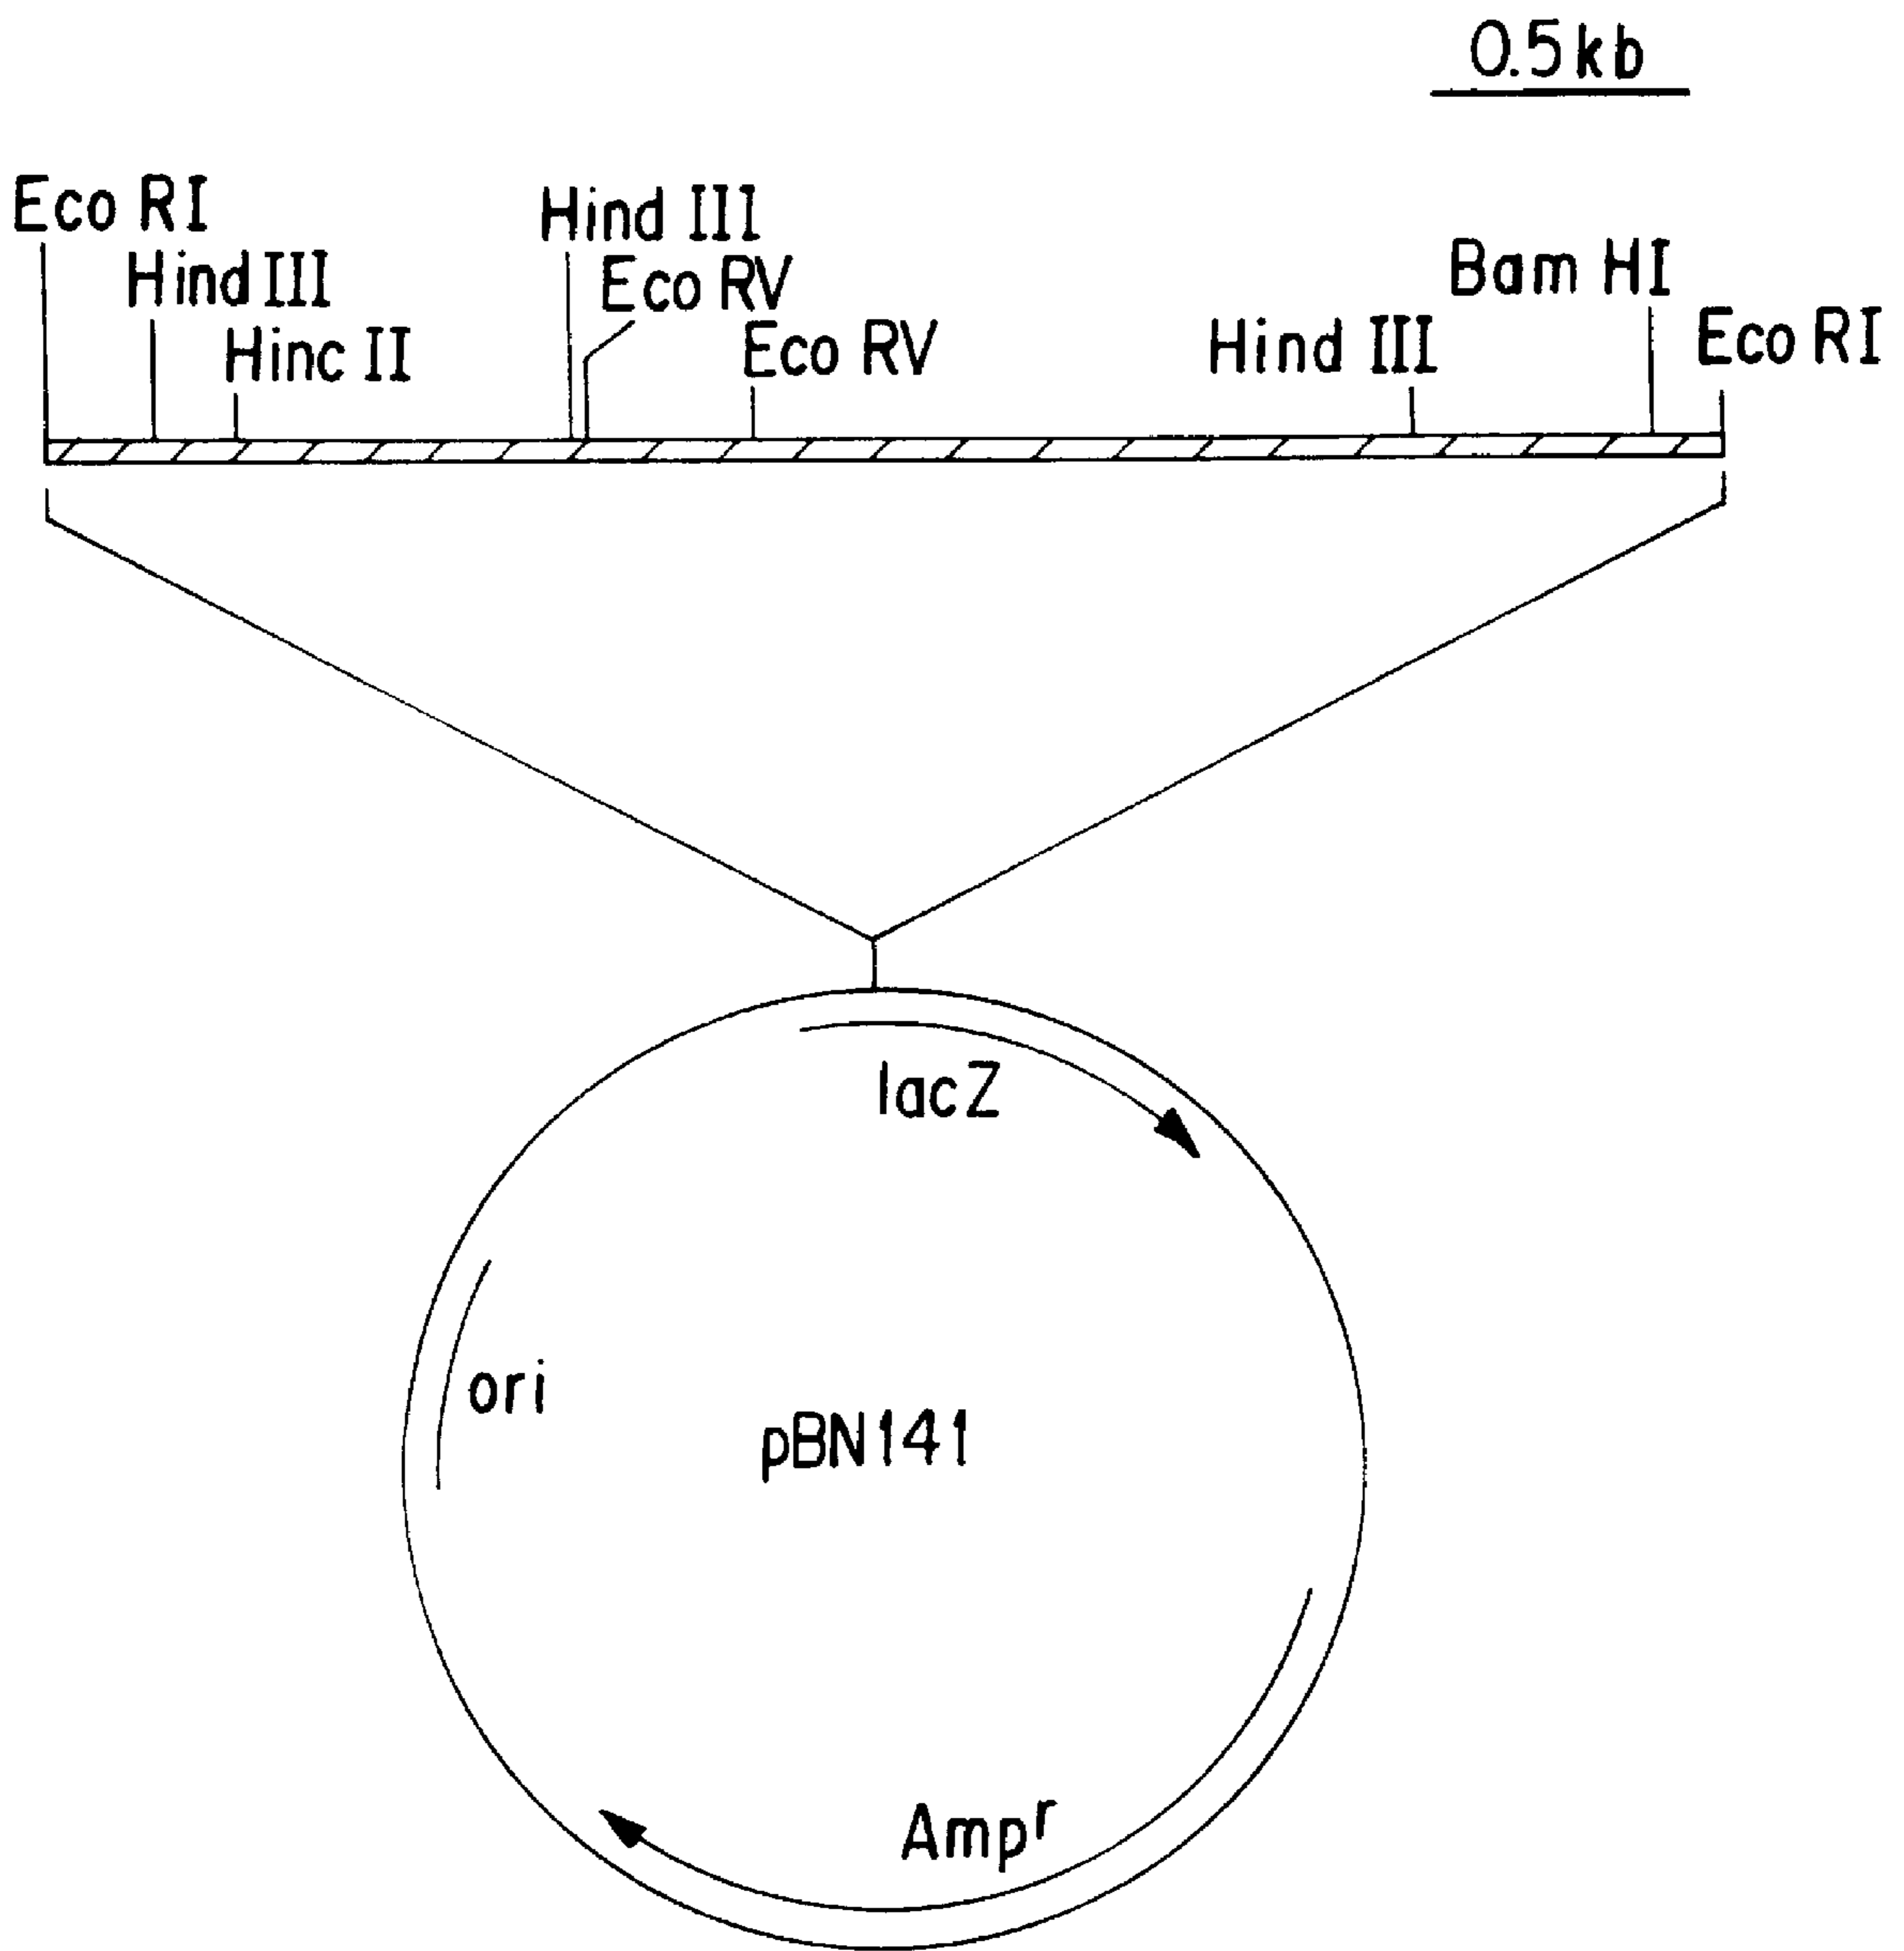 0.5kb
Eco RI
Hind III
Hinc II
Hind III
Eco RV
Eco RV
Hind III
Bam HI
Eco RI
lacZ
ori
pBN141
Ampr